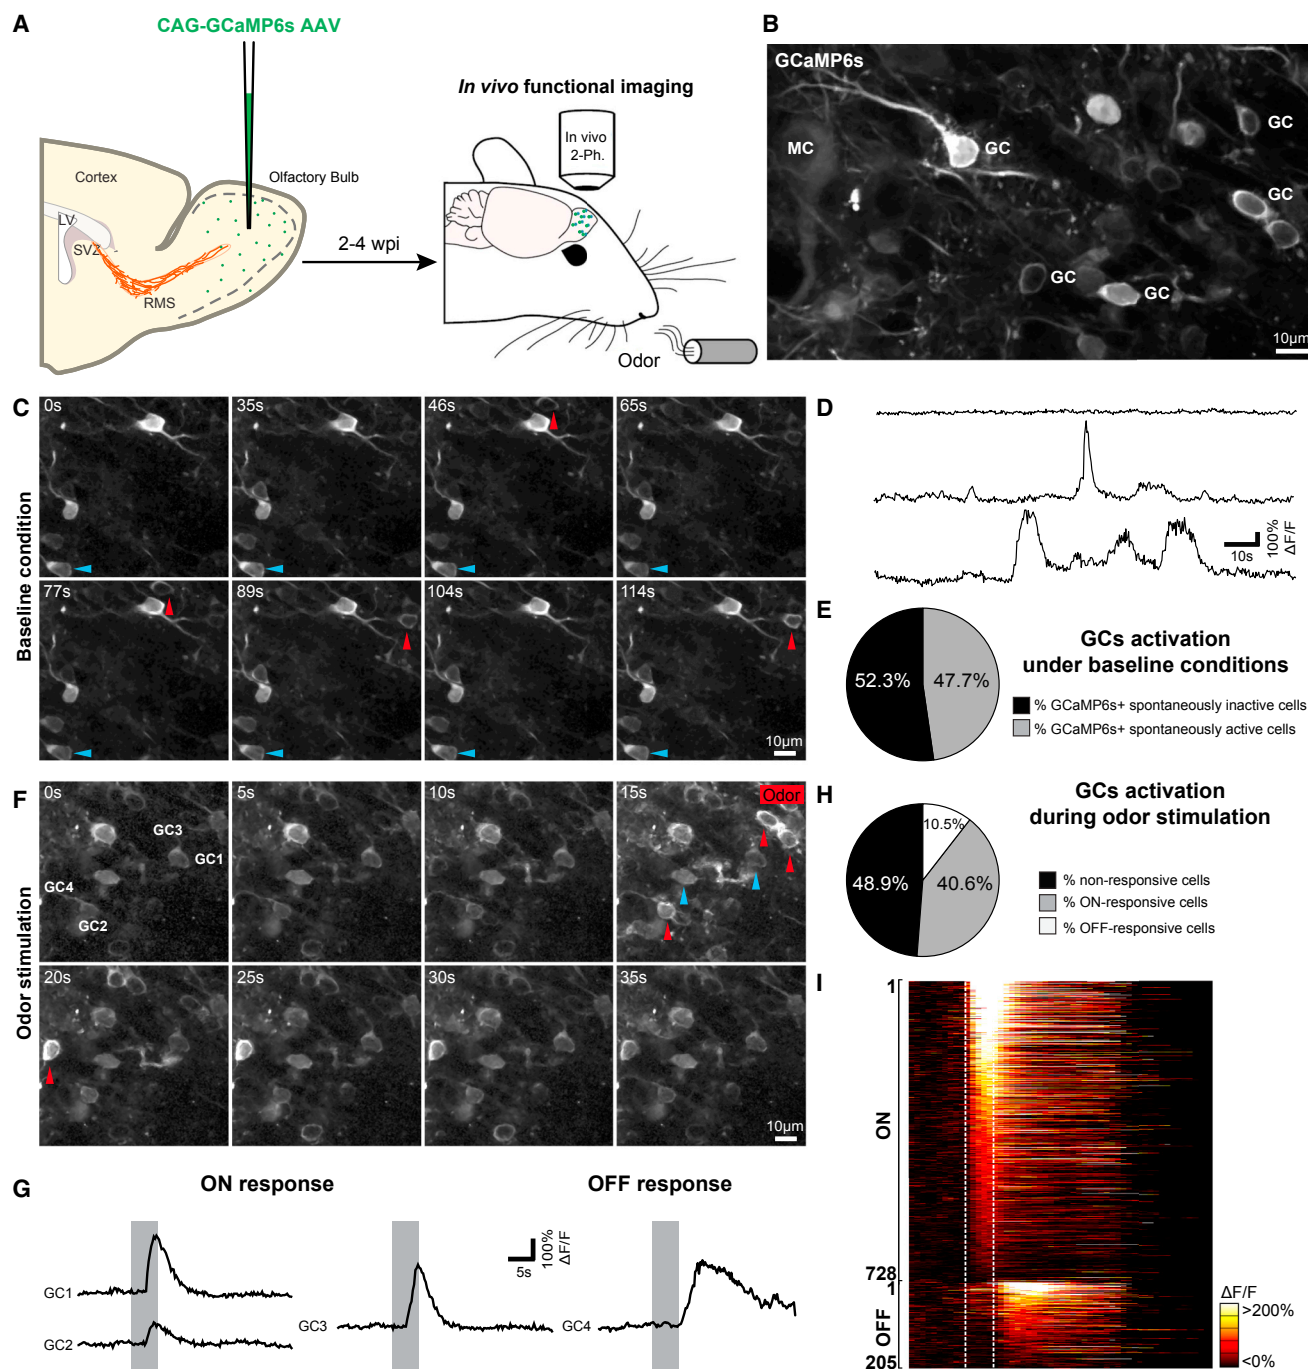 A
CAG-GCaMP6s AAV
Cortex
Olfactory Bulb
LV
SVZ
RMS
2-4 wpi
In vivo functional imaging
In vivo
2-Ph.
Odor
B
GCaMP6s
MC
GC
GC
GC
GC
GC
10µm
C
Baseline condition
0s
35s
46s
65s
77s
89s
104s
114s
10µm
D
10s
100%
ΔF/F
E
GCs activation
under baseline conditions
52.3%
47.7%
% GCaMP6s+ spontaneously inactive cells
% GCaMP6s+ spontaneously active cells
F
Odor stimulation
0s
5s
10s
15s
Odor
GC3
GC1
GC4
GC2
20s
25s
30s
35s
10µm
H
GCs activation
during odor stimulation
10.5%
48.9%
40.6%
% non-responsive cells
% ON-responsive cells
% OFF-responsive cells
G
ON response
OFF response
100%
ΔF/F
5s
GC1
GC2
GC3
GC4
I
1
ON
728
1
OFF
205
ΔF/F
>200%
<0%